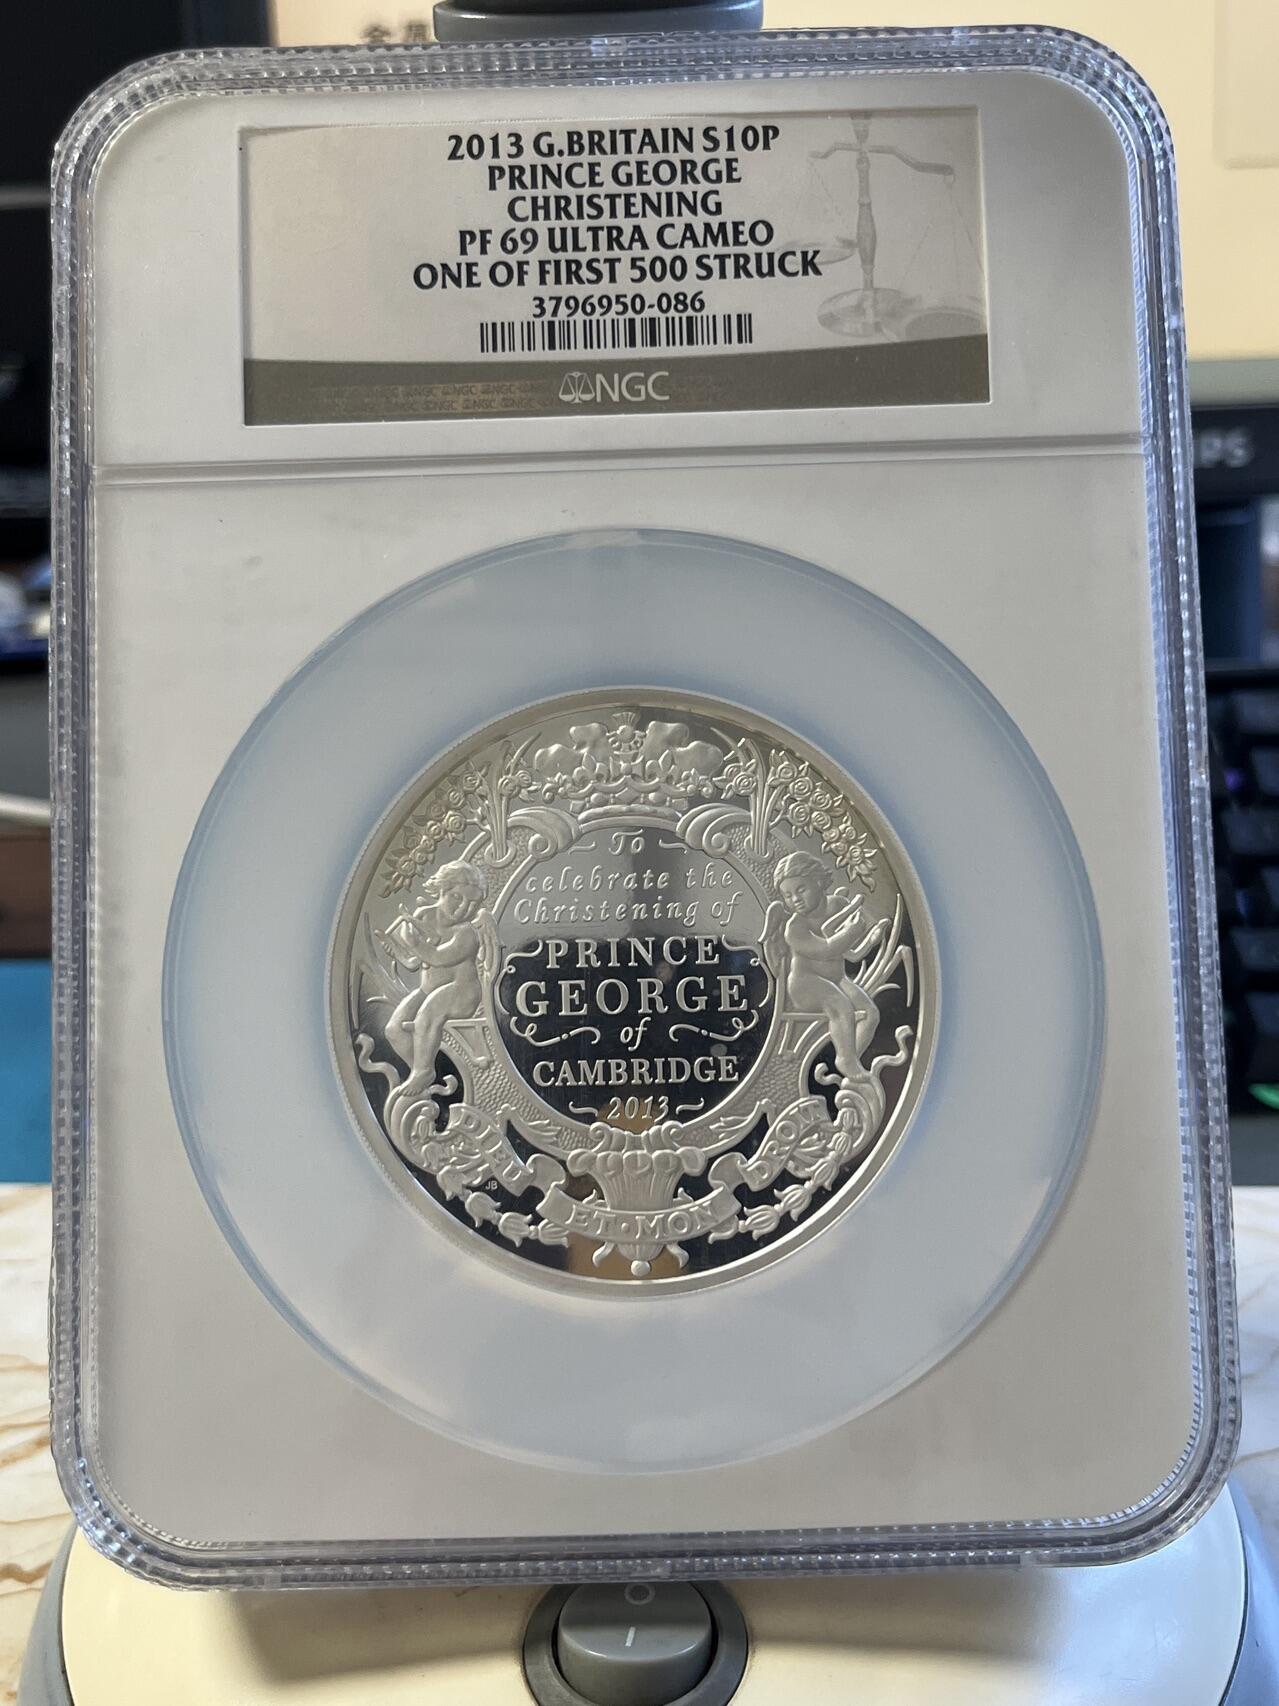 2013 G.BRITAIN S10P
PRINCE GEORGE
CHRISTENING
PF 69 ULTRA CAMEO
ONE OF FIRST 500 STRUCK
3796950-086
NGC
To
celebrate the
Christening of
PRINCE
GEORGE
of
CAMBRIDGE
2013
DIEU
ET·MON
DROIT
JB
PS